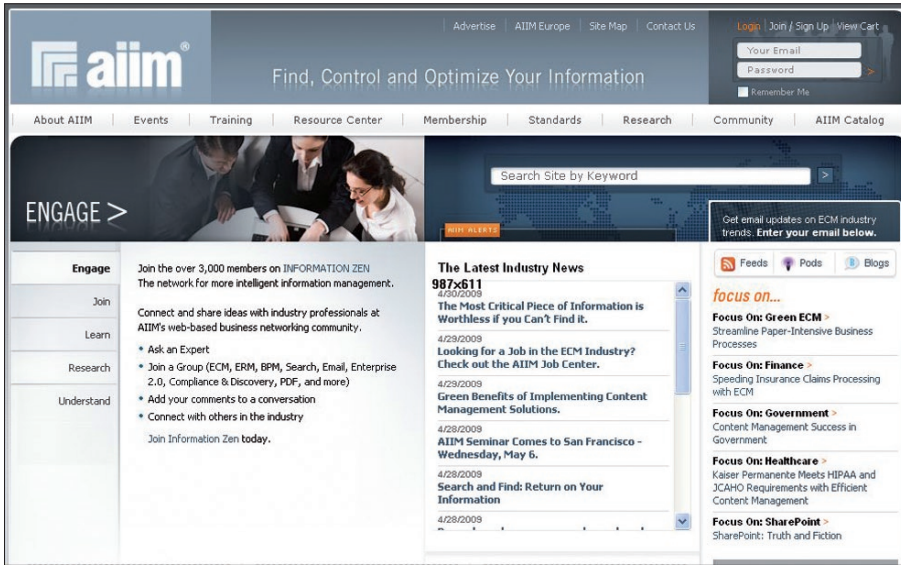 Advertise AIIM Europe Site Map Contact Us
Login Join / Sign Up View Cart
aiim®
Find, Control and Optimize Your Information
Your Email
Password >
Remember Me
About AIIM Events Training Resource Center Membership Standards Research Community AIIM Catalog
ENGAGE >
Search Site by Keyword >
AIIM ALERTS
Get email updates on ECM industry
trends. Enter your email below.
Engage
Join
Learn
Research
Understand
Join the over 3,000 members on INFORMATION ZEN
The network for more intelligent information management.
Connect and share ideas with industry professionals at
AIIM's web-based business networking community.
• Ask an Expert
• Join a Group (ECM, ERM, BPM, Search, Email, Enterprise
2.0, Compliance & Discovery, PDF, and more)
• Add your comments to a conversation
• Connect with others in the industry
Join Information Zen today.
The Latest Industry News
987x611
4/30/2009
The Most Critical Piece of Information is
Worthless if you Can't Find it.
4/29/2009
Looking for a Job in the ECM Industry?
Check out the AIIM Job Center.
4/29/2009
Green Benefits of Implementing Content
Management Solutions.
4/28/2009
AIIM Seminar Comes to San Francisco -
Wednesday, May 6.
4/28/2009
Search and Find: Return on Your
Information
4/28/2009
Feeds Pods Blogs
focus on...
Focus On: Green ECM >
Streamline Paper-Intensive Business
Processes
Focus On: Finance >
Speeding Insurance Claims Processing
with ECM
Focus On: Government >
Content Management Success in
Government
Focus On: Healthcare >
Kaiser Permanente Meets HIPAA and
JCAHO Requirements with Efficient
Content Management
Focus On: SharePoint >
SharePoint: Truth and Fiction